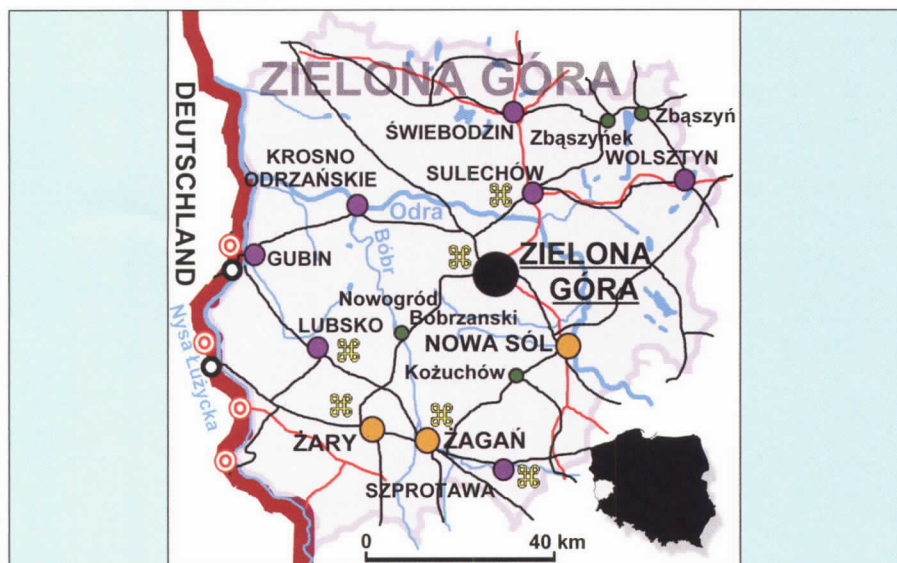 ZIELONA GÓRA
DEUTSCHLAND
ŚWIEBODZIN
Zbąszyń
Zbąszynek
WOLSZTYN
KROSNO
ODRZAŃSKIE
SULECHÓW
Odra
Bóbr
GUBIN
ZIELONA
GÓRA
Nowogród
Bobrzanski
LUBSKO
NOWA SÓL
Nysa Łużycka
Kożuchów
ŻARY
ŻAGAŃ
SZPROTAWA
0 40 km